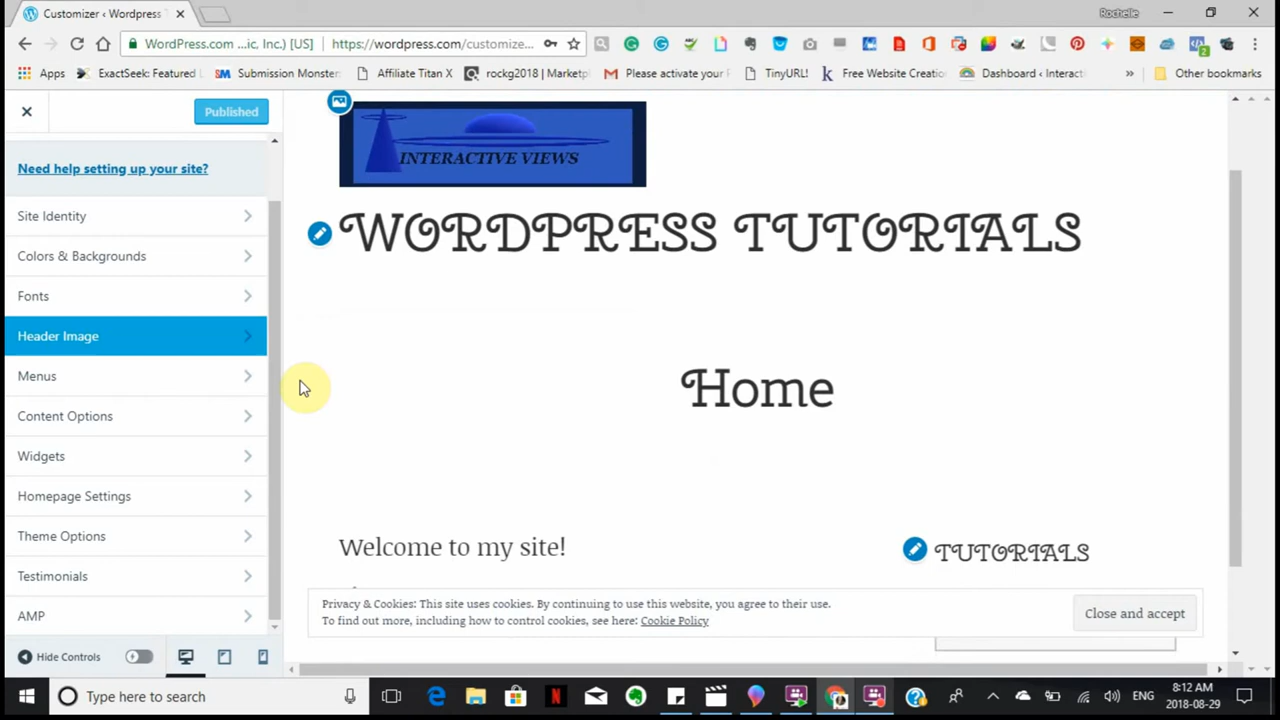 Customizer ‹ Wordpress T
Rochelle
WordPress.com ...ic, Inc.) [US]
https://wordpress.com/customize...
2
Apps
ExactSeek: Featured L
Submission Monster
Affiliate Titan X
rockg2018 | Marketpl
Please activate your P
TinyURL!
Free Website Creatio
Dashboard ‹ Interacti
»
Other bookmarks
Published
Need help setting up your site?
Site Identity
Colors & Backgrounds
Fonts
Header Image
Menus
Content Options
Widgets
Homepage Settings
Theme Options
Testimonials
AMP
Hide Controls
INTERACTIVE VIEWS
WORDPRESS TUTORIALS
Home
Welcome to my site!
TUTORIALS
Privacy & Cookies: This site uses cookies. By continuing to use this website, you agree to their use.
To find out more, including how to control cookies, see here: Cookie Policy
Close and accept
Type here to search
ENG
8:12 AM
2018-08-29